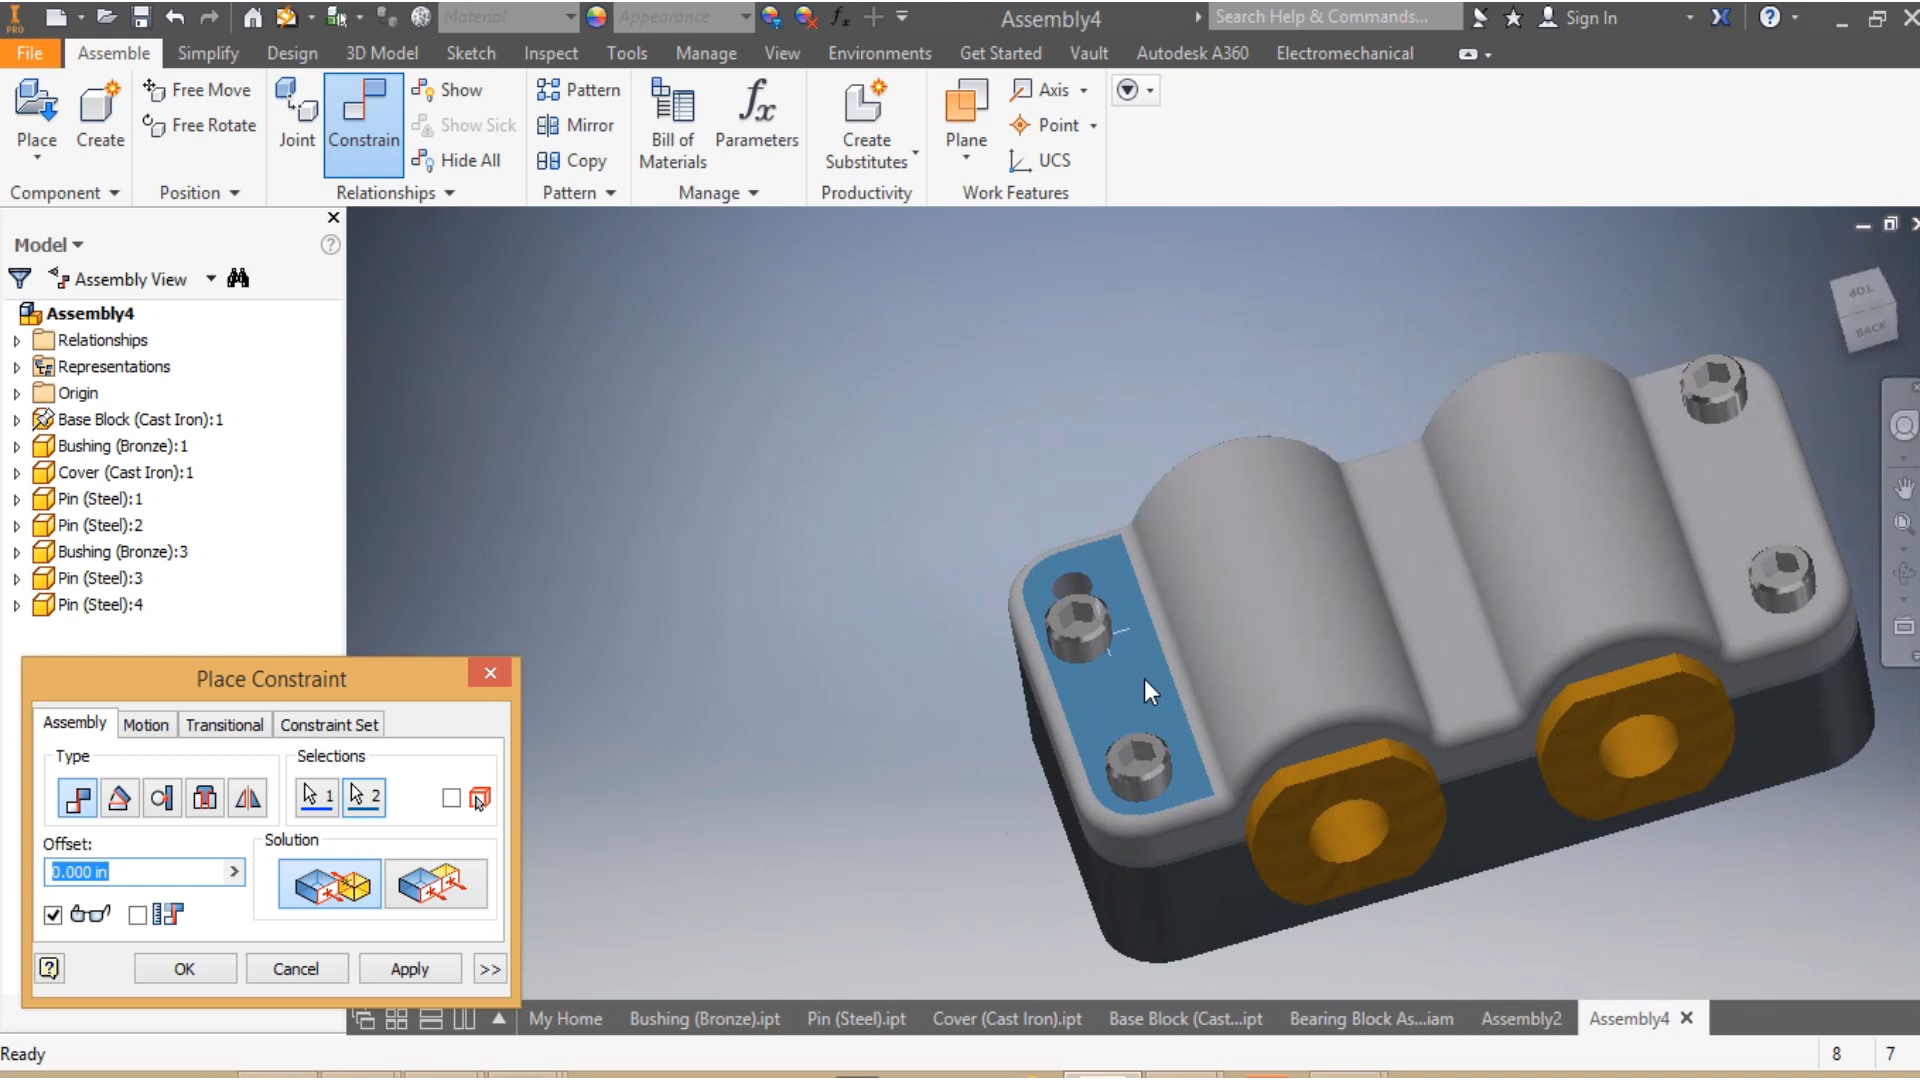 PRO
Material
Appearance
fx
Assembly4
Search Help & Commands...
Sign In
File
Assemble
Simplify
Design
3D Model
Sketch
Inspect
Tools
Manage
View
Environments
Get Started
Vault
Autodesk A360
Electromechanical
Place
Create
Free Move
Free Rotate
Joint
Constrain
Show
Show Sick
Hide All
Pattern
Mirror
Copy
Bill of
Materials
fx
Parameters
Create
Substitutes
Plane
Axis
Point
UCS
Component
Position
Relationships
Pattern
Manage
Productivity
Work Features
Model
Assembly View
Assembly4
Relationships
Representations
Origin
Base Block (Cast Iron):1
Bushing (Bronze):1
Cover (Cast Iron):1
Pin (Steel):1
Pin (Steel):2
Bushing (Bronze):3
Pin (Steel):3
Pin (Steel):4
TOP
BACK
Place Constraint
Assembly
Motion
Transitional
Constraint Set
Type
Selections
1
2
Offset:
0.000 in
Solution
OK
Cancel
Apply
>>
My Home
Bushing (Bronze).ipt
Pin (Steel).ipt
Cover (Cast Iron).ipt
Base Block (Cast...ipt
Bearing Block As...iam
Assembly2
Assembly4
Ready
8
7